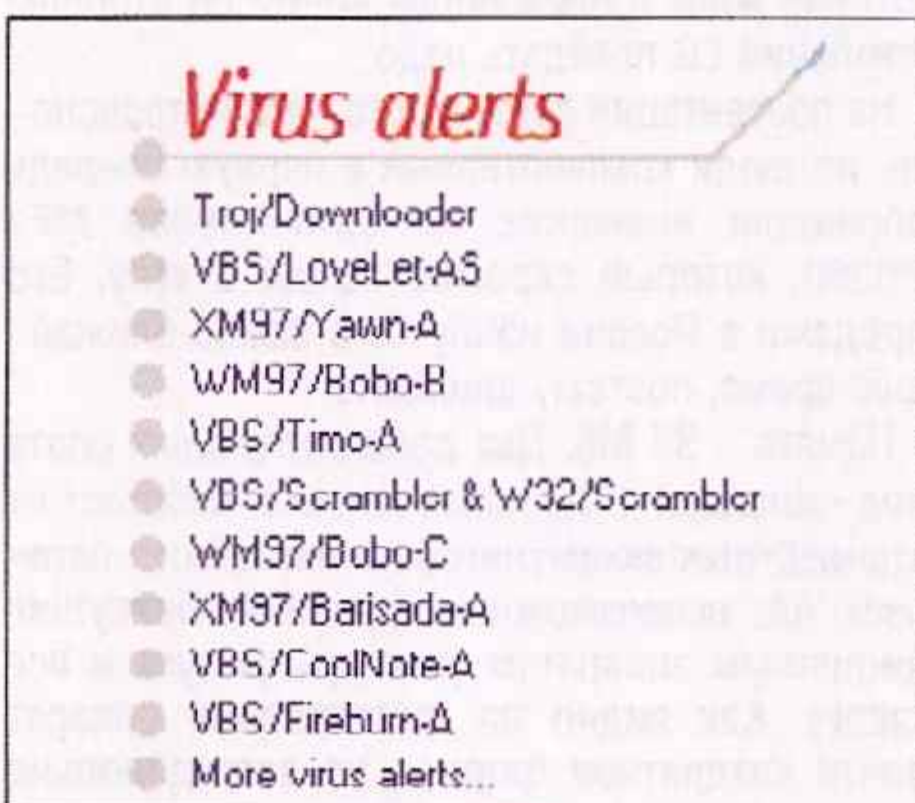 Virus alerts
Troj/Downloader
VBS/LoveLet-AS
XM97/Yawn-A
WM97/Bobo-B
VBS/Timo-A
VBS/Scrambler & W32/Scrambler
WM97/Bobo-C
XM97/Barisada-A
VBS/CoolNote-A
VBS/Fireburn-A
More virus alerts...